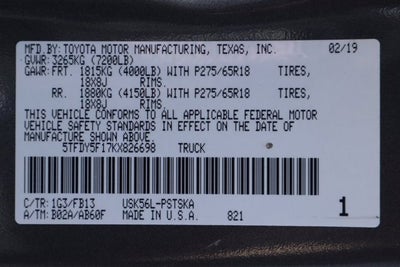 MFD.BY: TOYOTA MOTOR MANUFACTURING, TEXAS, INC. 02/19
GVWR: 3265KG (7200LB)
GAWR: FRT. 1815KG (4000LB) WITH P275/65R18 TIRES,
18X8J RIMS.
RR. 1880KG (4150LB) WITH P275/65R18 TIRES,
18X8J RIMS.
THIS VEHICLE CONFORMS TO ALL APPLICABLE FEDERAL MOTOR
VEHICLE SAFETY STANDARDS IN EFFECT ON THE DATE OF
MANUFACTURE SHOWN ABOVE.
5TFDY5F17KX826698 TRUCK
C/TR: 1G3/FB13 USK56L-PSTSKA
A/TM: B02A/AB60F MADE IN U.S.A. 821 1